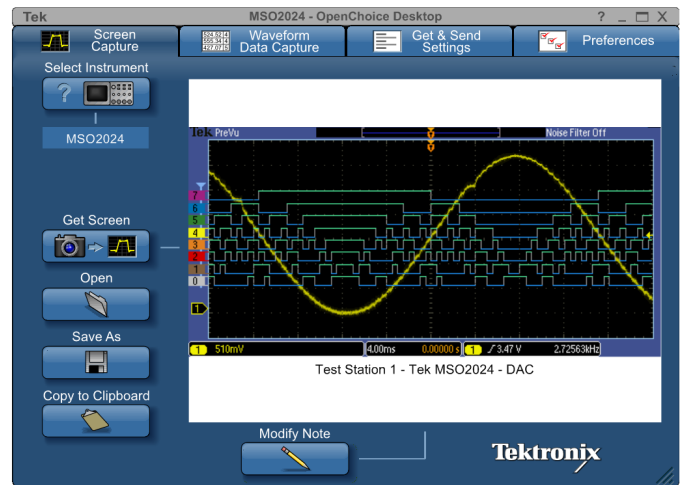 Tek
MSO2024 - OpenChoice Desktop
? _ □ X
Screen
Capture
Waveform
Data Capture
Get & Send
Settings
Preferences
Select Instrument
?
MSO2024
Get Screen
Open
Save As
Copy to Clipboard
Tek PreVu
Noise Filter Off
7
6
5
4
3
2
1
0
1
1 510mV
4.00ms
0.00000 s
1
3.47 V
2.72563kHz
Test Station 1 - Tek MSO2024 - DAC
Modify Note
Tektronix